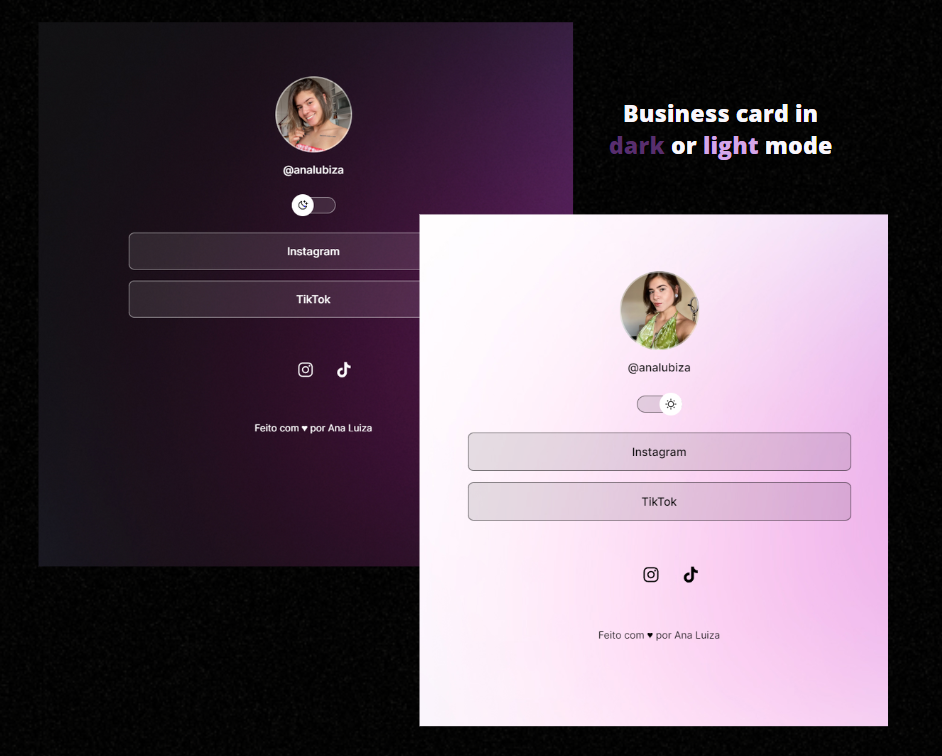 Business card in
dark or light mode
@analubiza
Instagram
TikTok
Feito com ♥ por Ana Luiza
@analubiza
Instagram
TikTok
Feito com ♥ por Ana Luiza